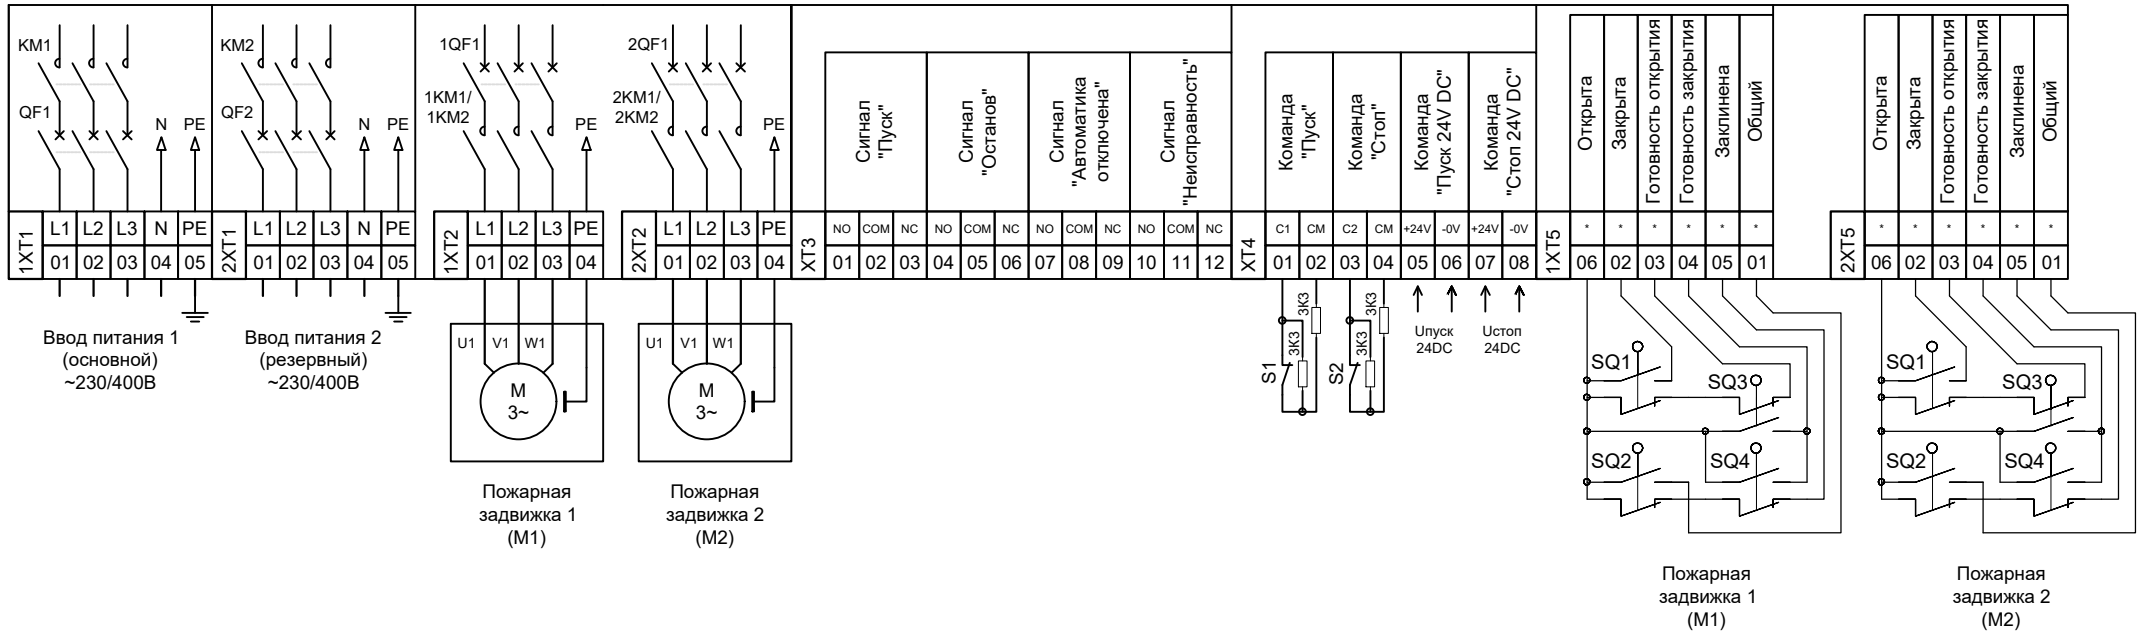 KM1
QF1
N
PE
KM2
QF2
N
PE
1QF1
1KM1/
1KM2
PE
2QF1
2KM1/
2KM2
PE
Сигнал
"Пуск"
Сигнал
"Останов"
Сигнал
"Автоматика
отключена"
Сигнал
"Неисправность"
Команда
"Пуск"
Команда
"Стоп"
Команда
"Пуск 24V DC"
Команда
"Стоп 24V DC"
Открыта
Закрыта
Готовность открытия
Готовность закрытия
Заклинена
Общий
Открыта
Закрыта
Готовность открытия
Готовность закрытия
Заклинена
Общий
1XT1
L1 L2 L3 N PE
01 02 03 04 05
2XT1
L1 L2 L3 N PE
01 02 03 04 05
1XT2
L1 L2 L3 PE
01 02 03 04
2XT2
L1 L2 L3 PE
01 02 03 04
XT3
NO COM NC NO COM NC NO COM NC NO COM NC
01 02 03 04 05 06 07 08 09 10 11 12
XT4
C1 CM C2 CM +24V -0V +24V -0V
01 02 03 04 05 06 07 08
1XT5
* * * * * *
06 02 03 04 05 01
2XT5
* * * * * *
06 02 03 04 05 01
Ввод питания 1
(основной)
~230/400В
Ввод питания 2
(резервный)
~230/400В
U1 V1 W1
M
3~
Пожарная
задвижка 1
(M1)
U1 V1 W1
M
3~
Пожарная
задвижка 2
(M2)
3K3
3K3
S1
3K3
3K3
S2
Uпуск
24DC
Uстоп
24DC
SQ1
SQ3
SQ2
SQ4
Пожарная
задвижка 1
(M1)
SQ1
SQ3
SQ2
SQ4
Пожарная
задвижка 2
(M2)